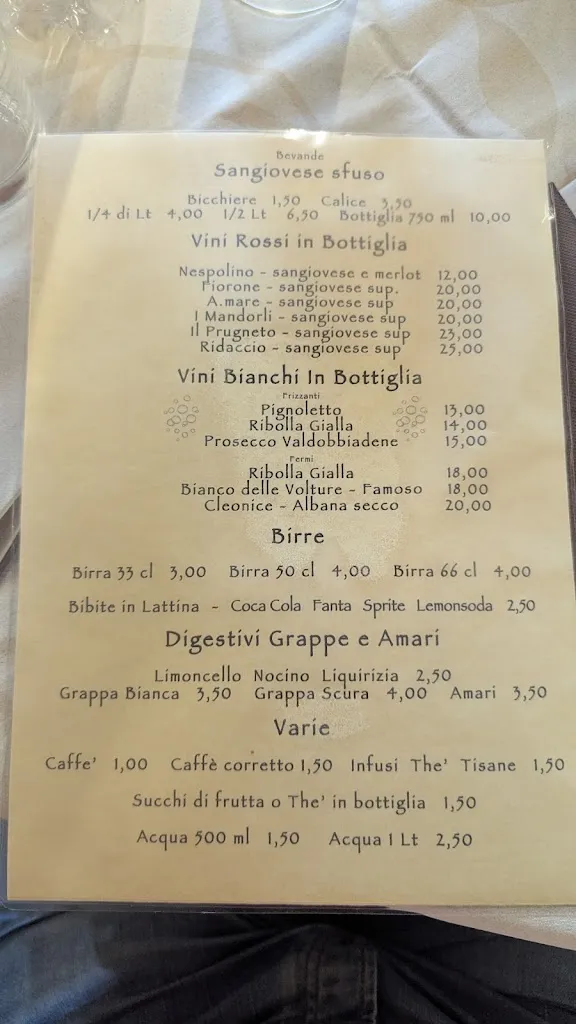 Bevande
Sangiovese sfuso
Bicchiere 1,50 Calice 3,50
1/4 di Lt 4,00 1/2 Lt 6,50 Bottiglia 750 ml 10,00
Vini Rossi in Bottiglia
Nespolino - sangiovese e merlot 12,00
Fiorone - sangiovese sup. 20,00
A.mare - sangiovese sup 20,00
I Mandorli - sangiovese sup 20,00
Il Prugneto - sangiovese sup 23,00
Ridaccio - sangiovese sup 25,00
Vini Bianchi In Bottiglia
Frizzanti
Pignoletto 13,00
Ribolla Gialla 14,00
Prosecco Valdobbiadene 15,00
Fermi
Ribolla Gialla 18,00
Bianco delle Volture - Famoso 18,00
Cleonice - Albana secco 20,00
Birre
Birra 33 cl 3,00 Birra 50 cl 4,00 Birra 66 cl 4,00
Bibite in Lattina - Coca Cola Fanta Sprite Lemonsoda 2,50
Digestivi Grappe e Amari
Limoncello Nocino Liquirizia 2,50
Grappa Bianca 3,50 Grappa Scura 4,00 Amari 3,50
Varie
Caffe' 1,00 Caffè corretto 1,50 Infusi The' Tisane 1,50
Succhi di frutta o The' in bottiglia 1,50
Acqua 500 ml 1,50 Acqua 1 Lt 2,50